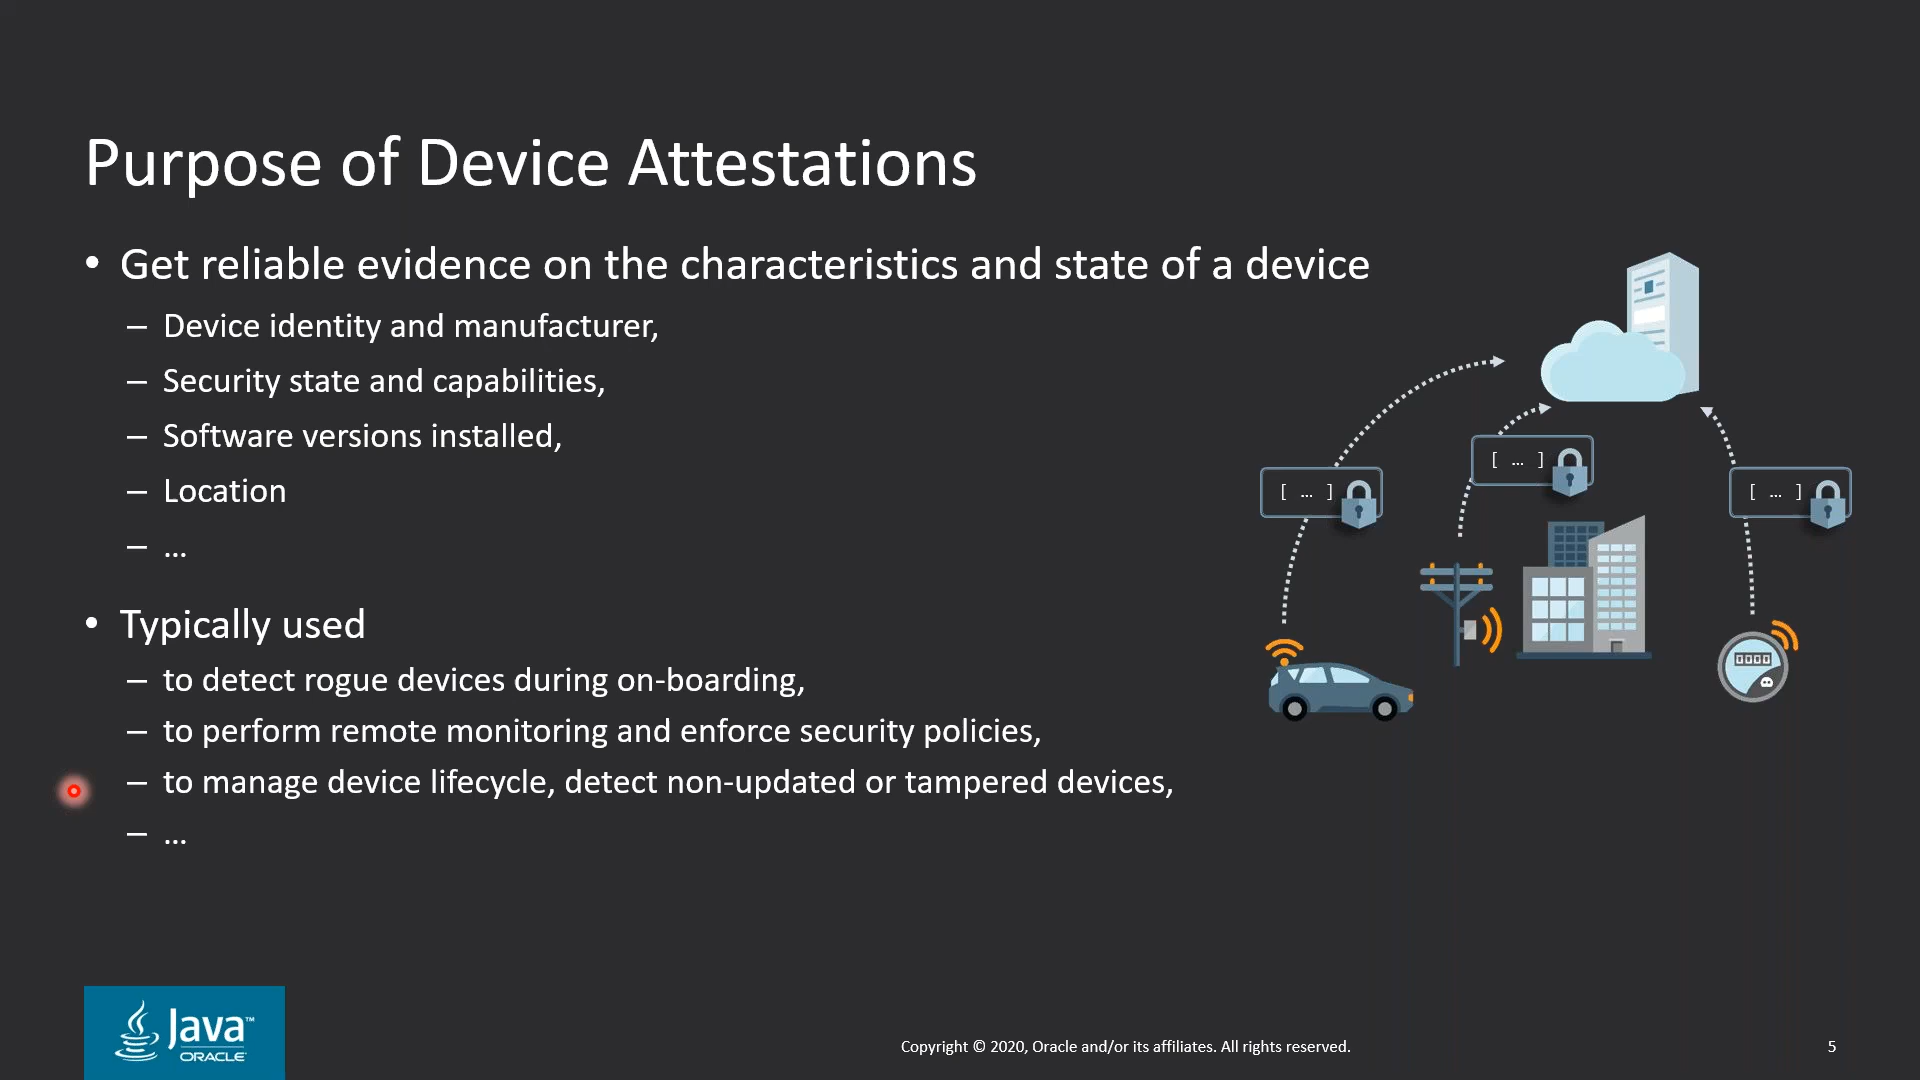 Purpose of Device Attestations
• Get reliable evidence on the characteristics and state of a device
– Device identity and manufacturer,
– Security state and capabilities,
– Software versions installed,
– Location
– ...
• Typically used
– to detect rogue devices during on-boarding,
– to perform remote monitoring and enforce security policies,
– to manage device lifecycle, detect non-updated or tampered devices,
– ...
[ ... ]
[ ... ]
[ ... ]
0000
Java™
ORACLE
Copyright © 2020, Oracle and/or its affiliates. All rights reserved.
5